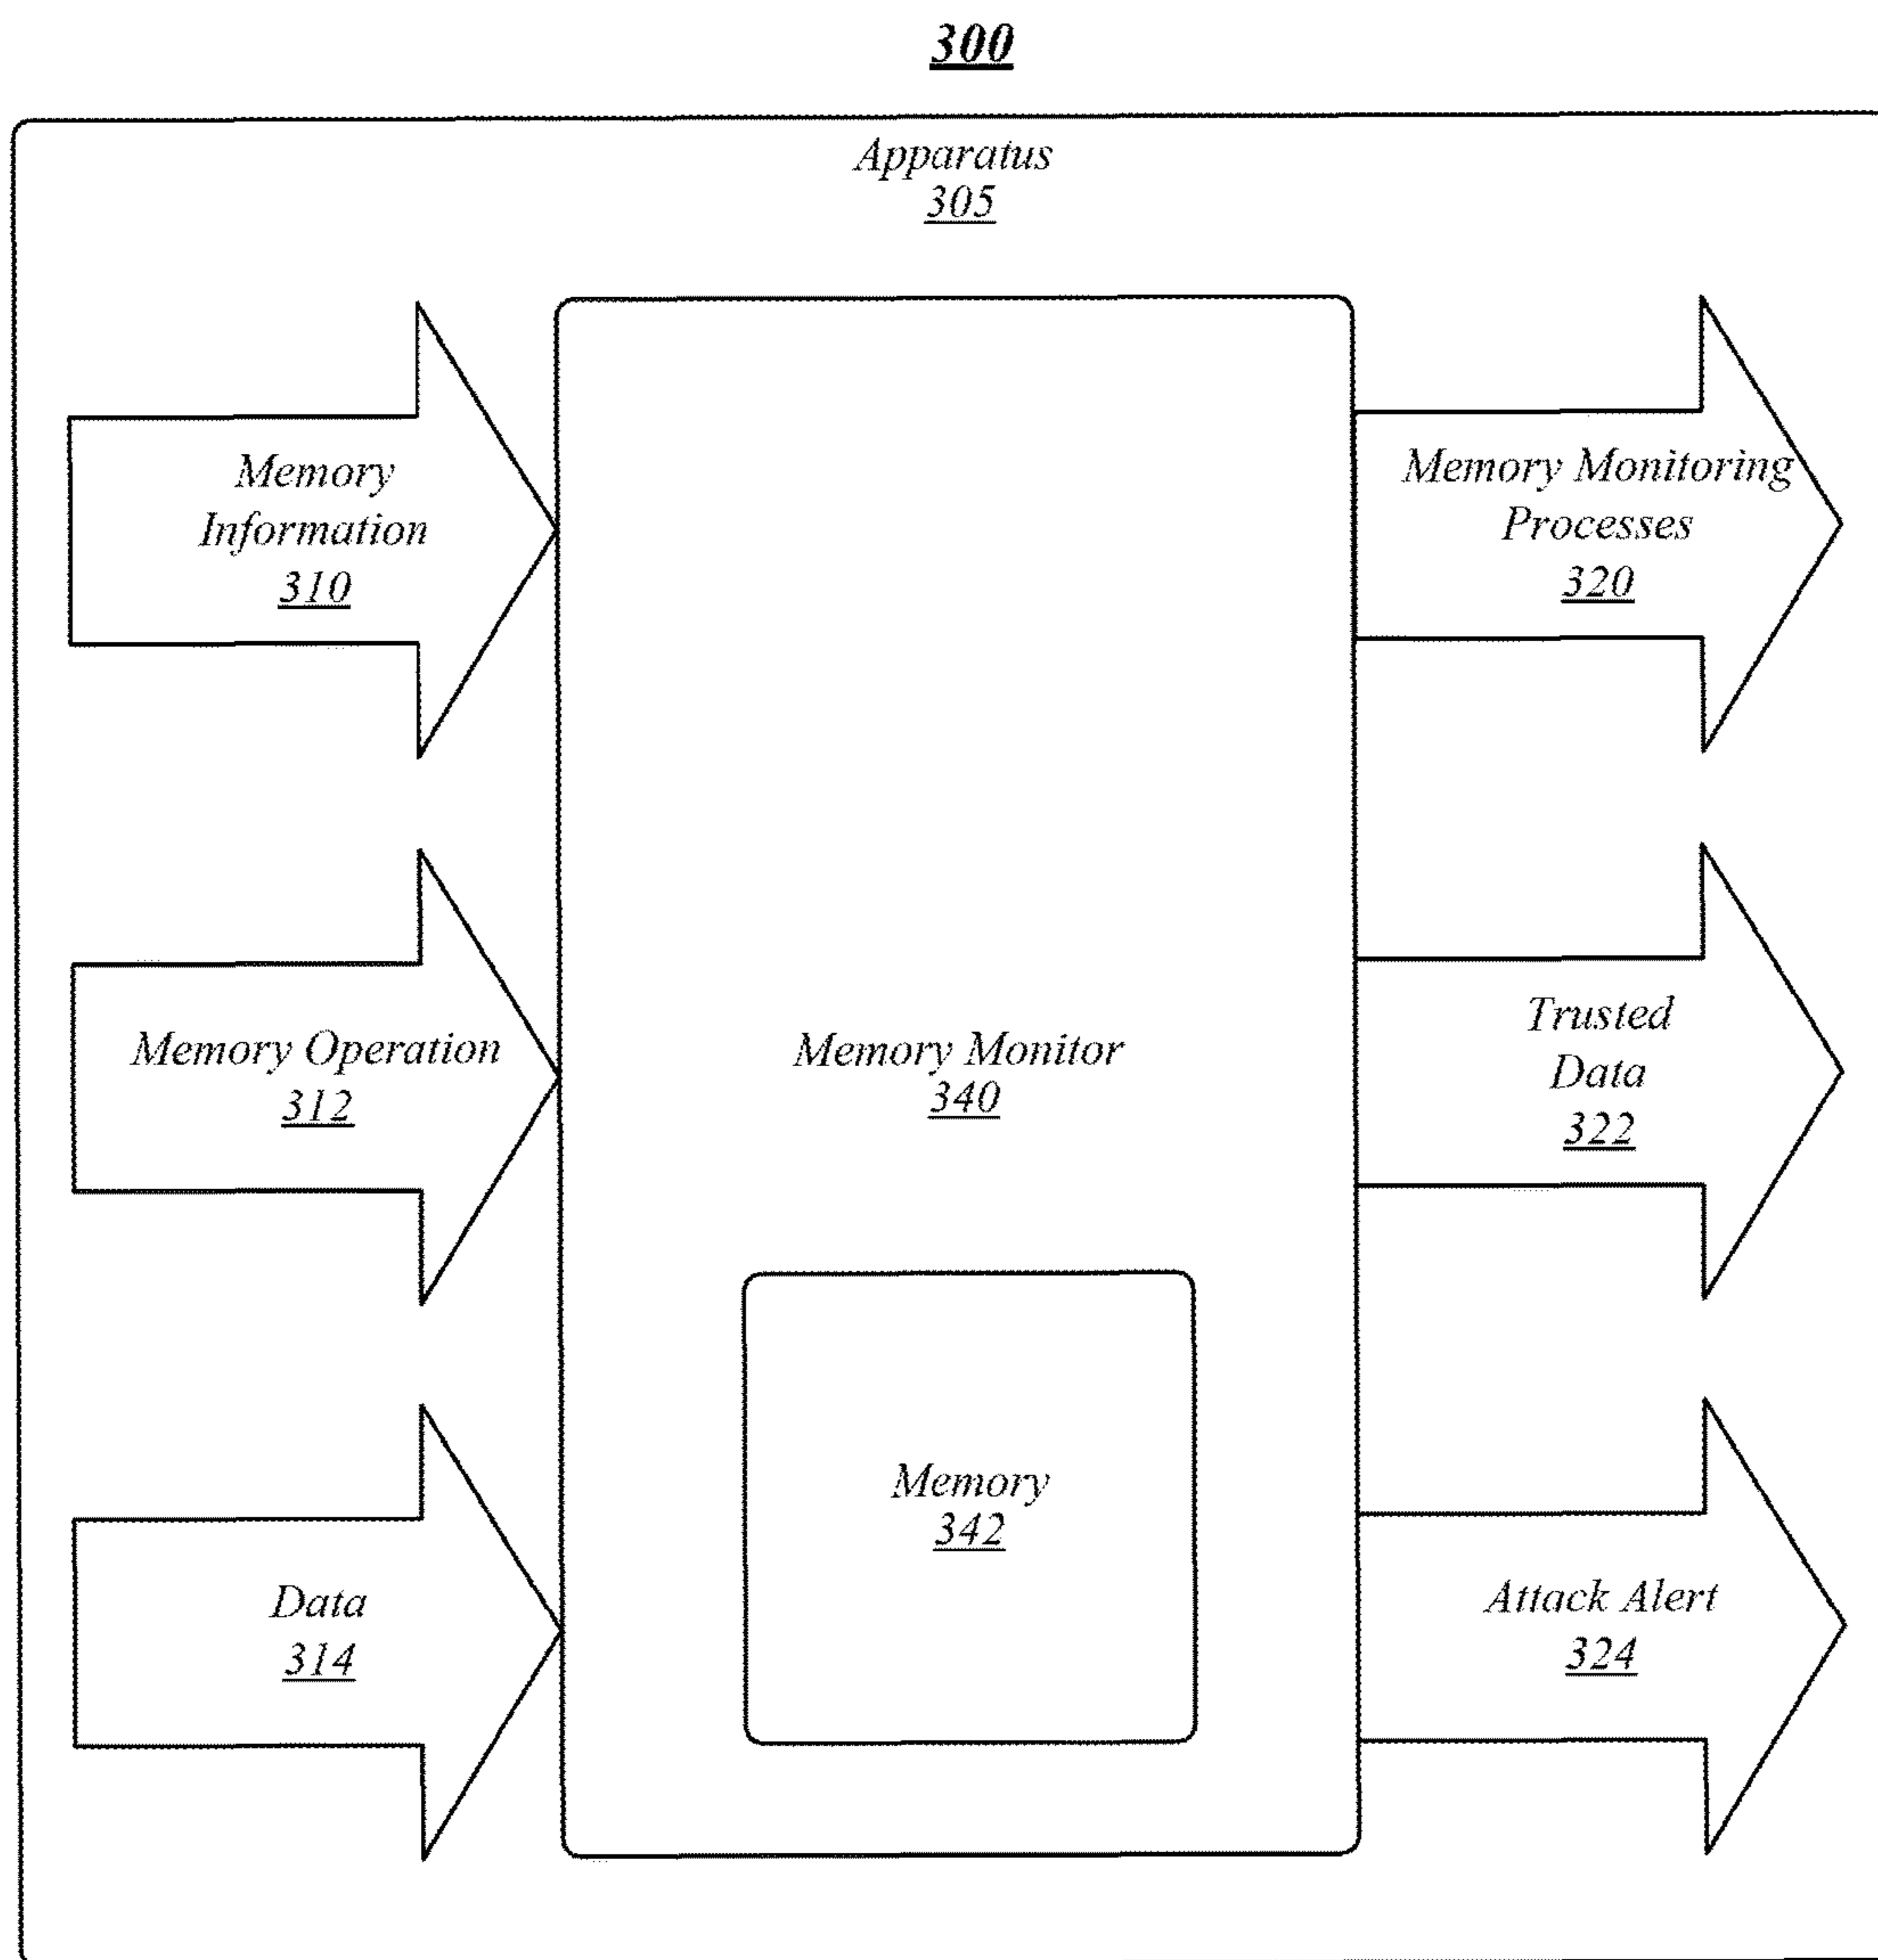 300
Apparatus
305
Memory
Information
310
Memory Operation
312
Data
314
Memory Monitor
340
Memory
342
Memory Monitoring
Processes
320
Trusted
Data
322
Attack Alert
324